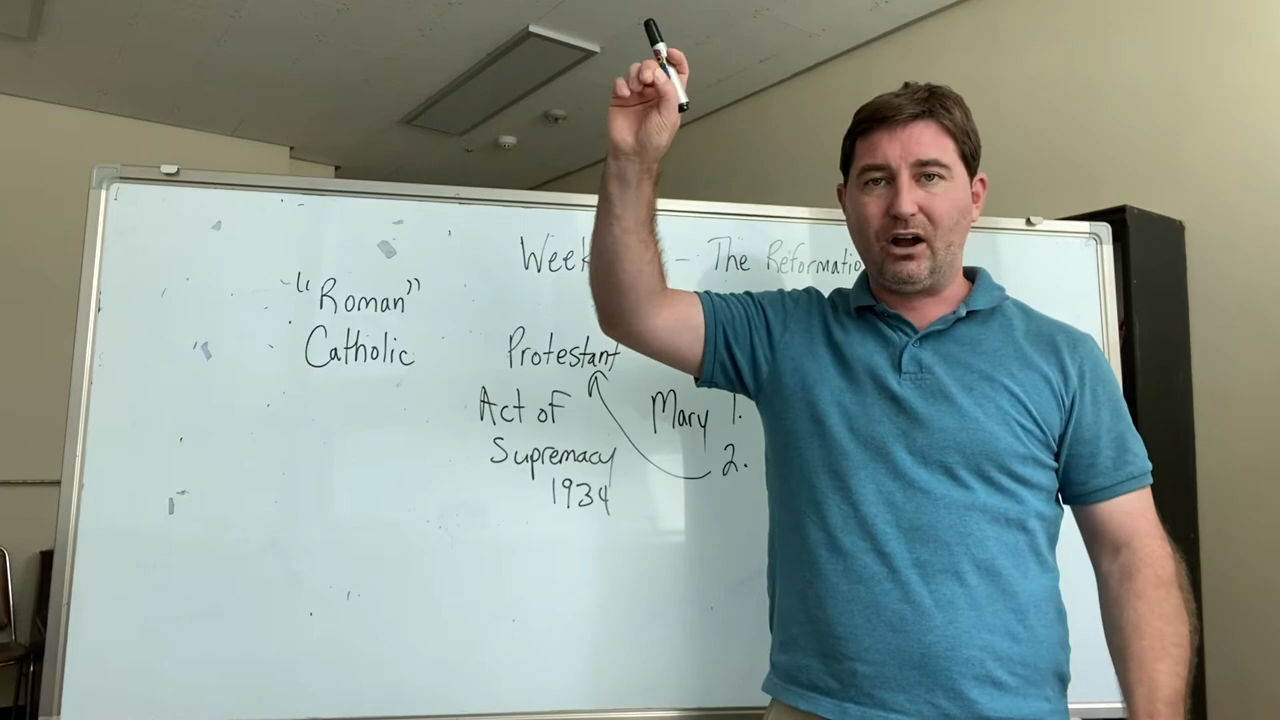 Week - The Reformatio
"Roman"
Catholic
Protestant
Act of
Supremacy
1934
Mary 1.
2.